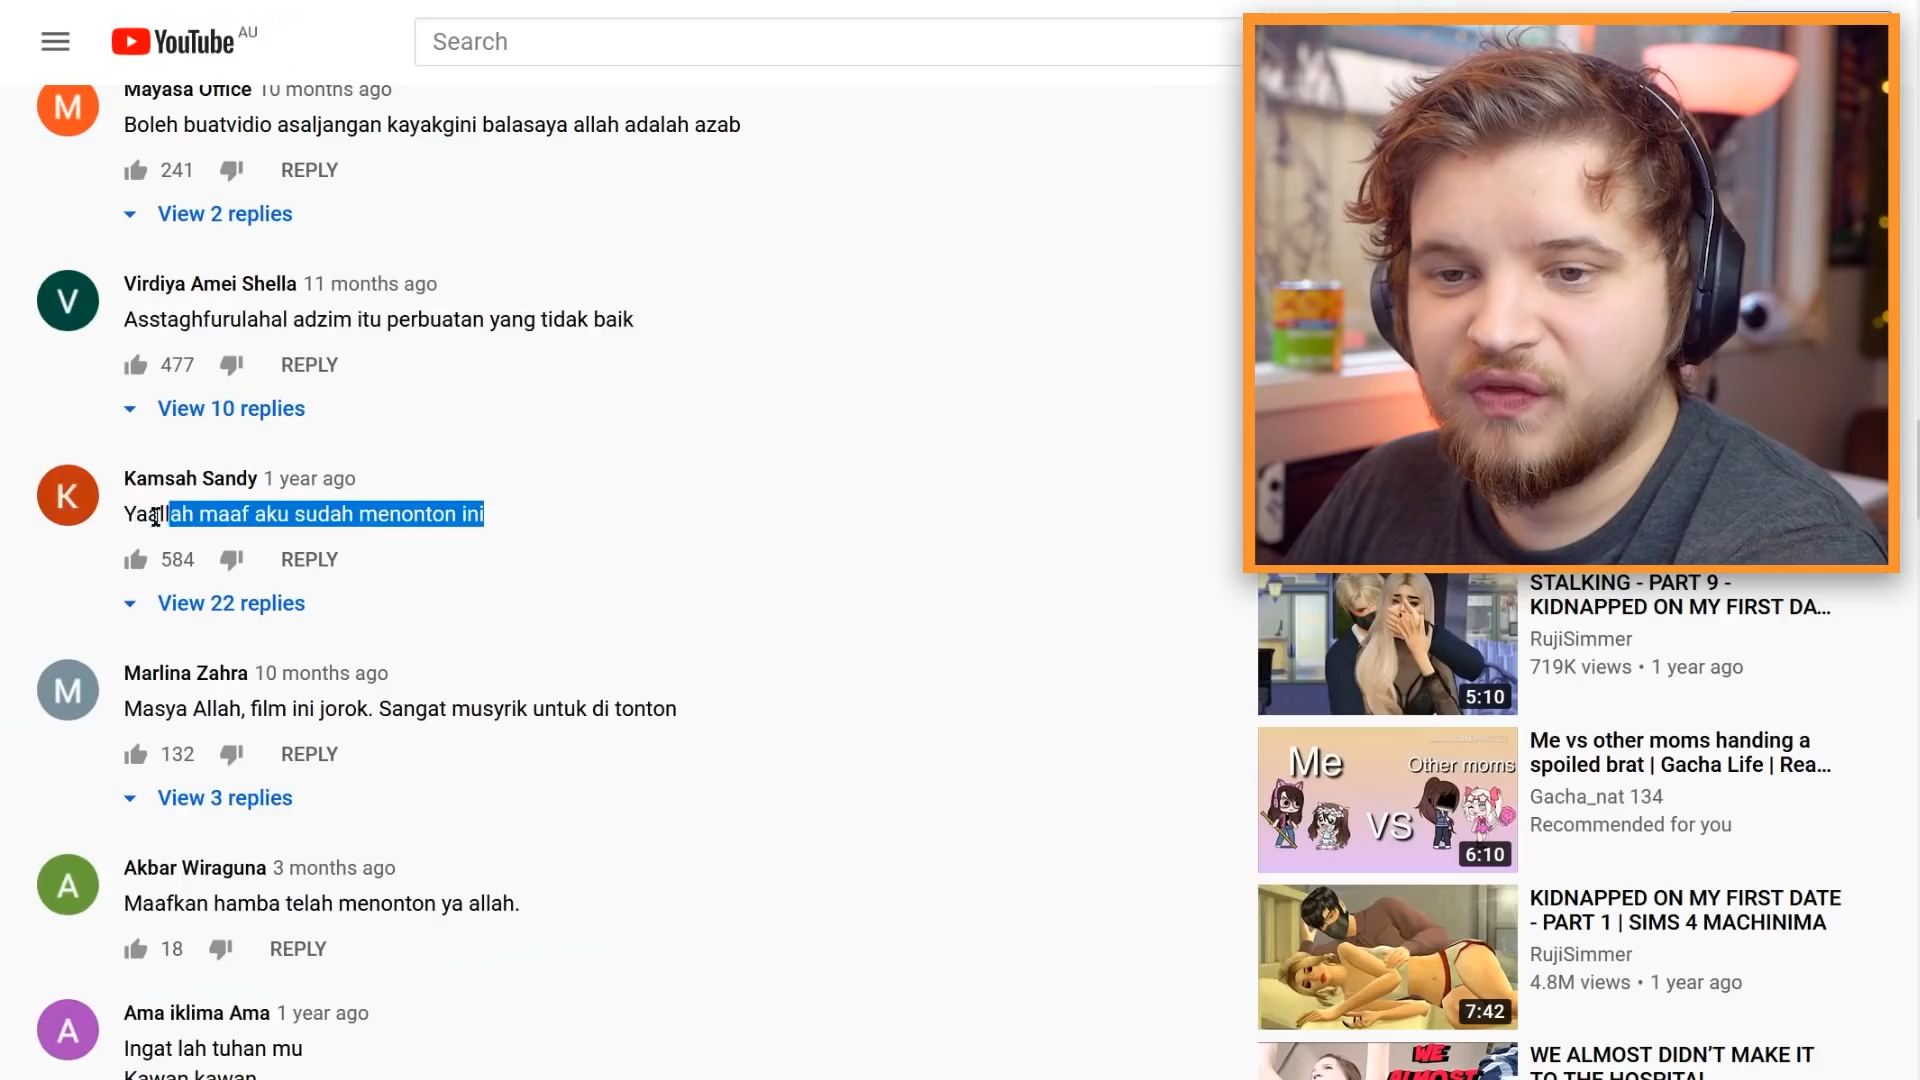 YouTube AU
Search
Mayasa Office 10 months ago
Boleh buatvidio asaljangan kayakgini balasaya allah adalah azab
241 REPLY
View 2 replies
Virdiya Amei Shella 11 months ago
Asstaghfurulahal adzim itu perbuatan yang tidak baik
477 REPLY
View 10 replies
Kamsah Sandy 1 year ago
Yaallah maaf aku sudah menonton ini
584 REPLY
View 22 replies
Marlina Zahra 10 months ago
Masya Allah, film ini jorok. Sangat musyrik untuk di tonton
132 REPLY
View 3 replies
Akbar Wiraguna 3 months ago
Maafkan hamba telah menonton ya allah.
18 REPLY
Ama iklima Ama 1 year ago
Ingat lah tuhan mu
Kawan kawan
STALKING - PART 9 -
KIDNAPPED ON MY FIRST DA...
RujiSimmer
719K views • 1 year ago
5:10
Me
Other moms
VS
6:10
Me vs other moms handing a
spoiled brat | Gacha Life | Rea...
Gacha_nat 134
Recommended for you
7:42
KIDNAPPED ON MY FIRST DATE
- PART 1 | SIMS 4 MACHINIMA
RujiSimmer
4.8M views • 1 year ago
WE
ALMOST
WE ALMOST DIDN'T MAKE IT
TO THE HOSPITAL